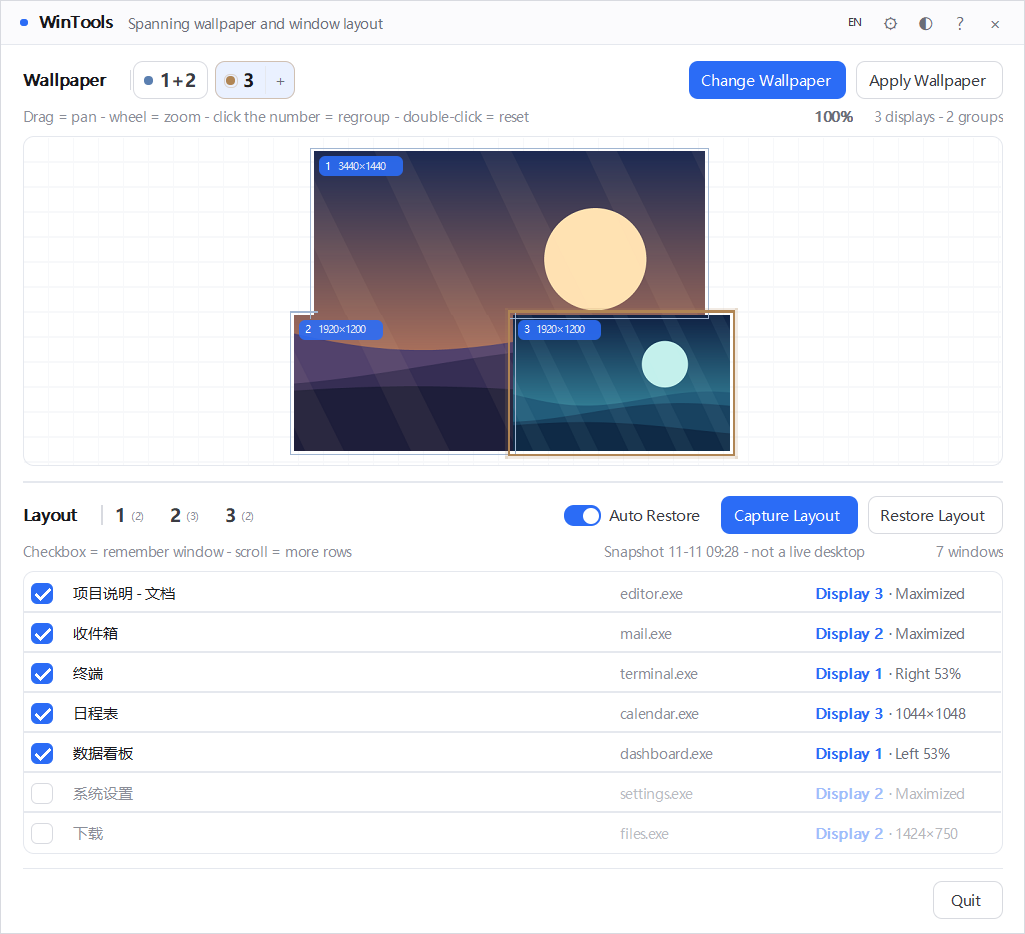 WinTools Spanning wallpaper and window layout EN ?
Wallpaper 1+2 3 + Change Wallpaper Apply Wallpaper
Drag = pan - wheel = zoom - click the number = regroup - double-click = reset 100% 3 displays - 2 groups
1 3440×1440
2 1920×1200
3 1920×1200
Layout 1 (2) 2 (3) 3 (2) Auto Restore Capture Layout Restore Layout
Checkbox = remember window - scroll = more rows Snapshot 11-11 09:28 - not a live desktop 7 windows
项目说明 - 文档 editor.exe Display 3 · Maximized
收件箱 mail.exe Display 2 · Maximized
终端 terminal.exe Display 1 · Right 53%
日程表 calendar.exe Display 3 · 1044×1048
数据看板 dashboard.exe Display 1 · Left 53%
系统设置 settings.exe Display 2 · Maximized
下载 files.exe Display 2 · 1424×750
Quit